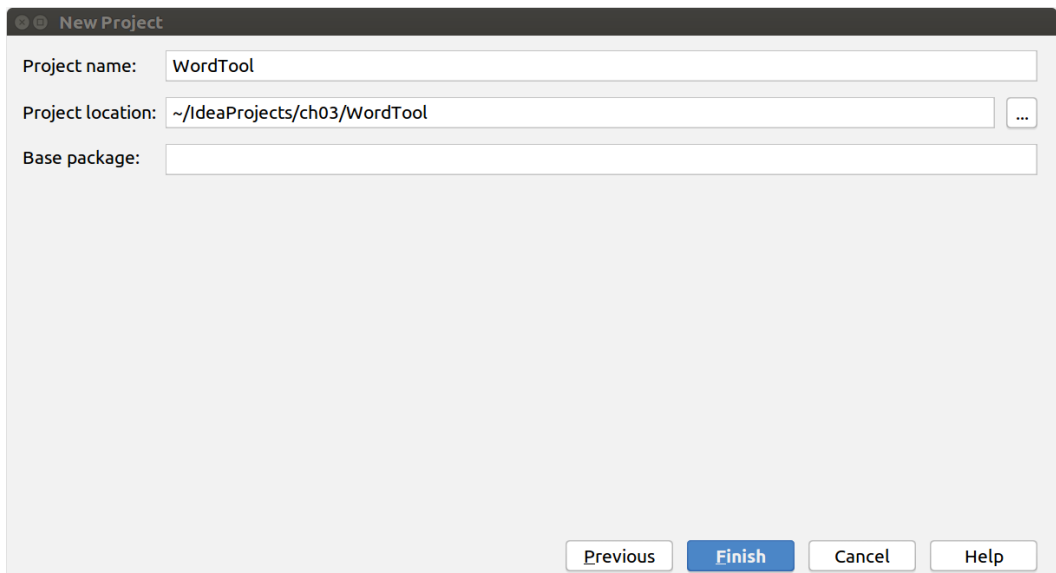 New Project
Project name: WordTool
Project location: ~/IdeaProjects/ch03/WordTool ...
Base package:
Previous Finish Cancel Help